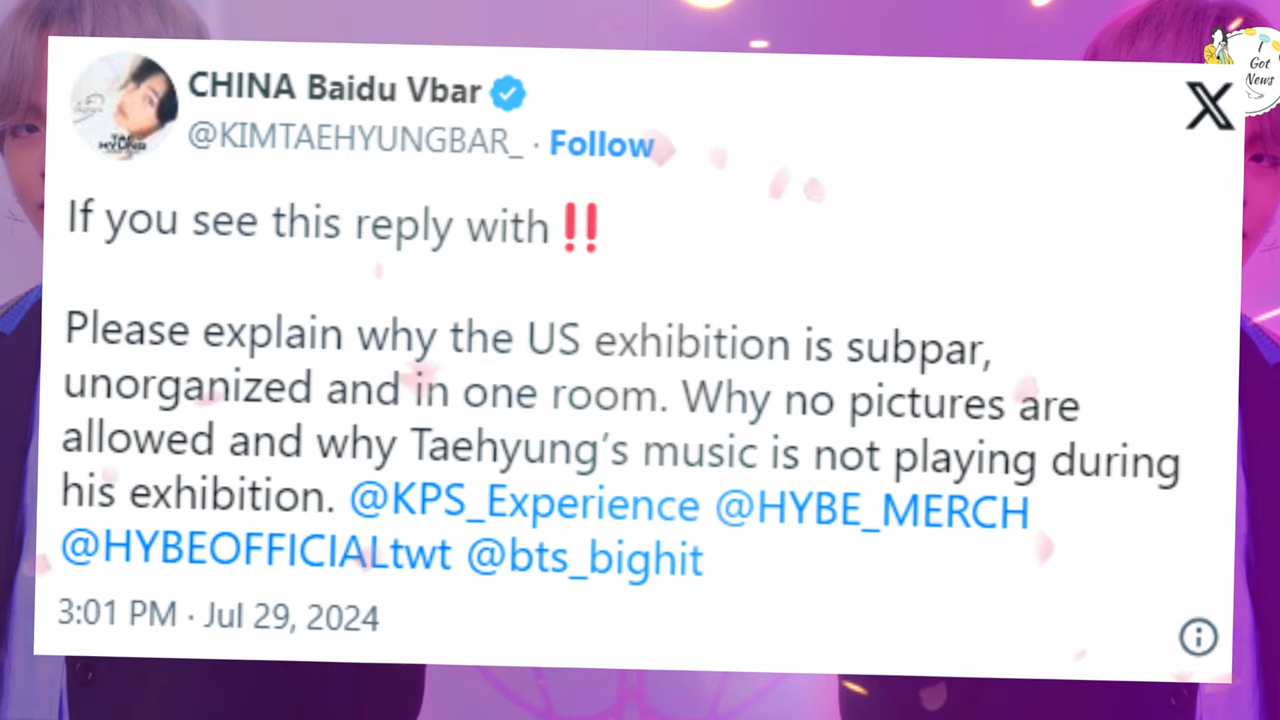 CHINA Baidu Vbar
@KIMTAEHYUNGBAR_ · Follow
I
Got
News
If you see this reply with ‼️
Please explain why the US exhibition is subpar,
unorganized and in one room. Why no pictures are
allowed and why Taehyung’s music is not playing during
his exhibition. @KPS_Experience @HYBE_MERCH
@HYBEOFFICIALtwt @bts_bighit
3:01 PM · Jul 29, 2024
TAE
HYUNG